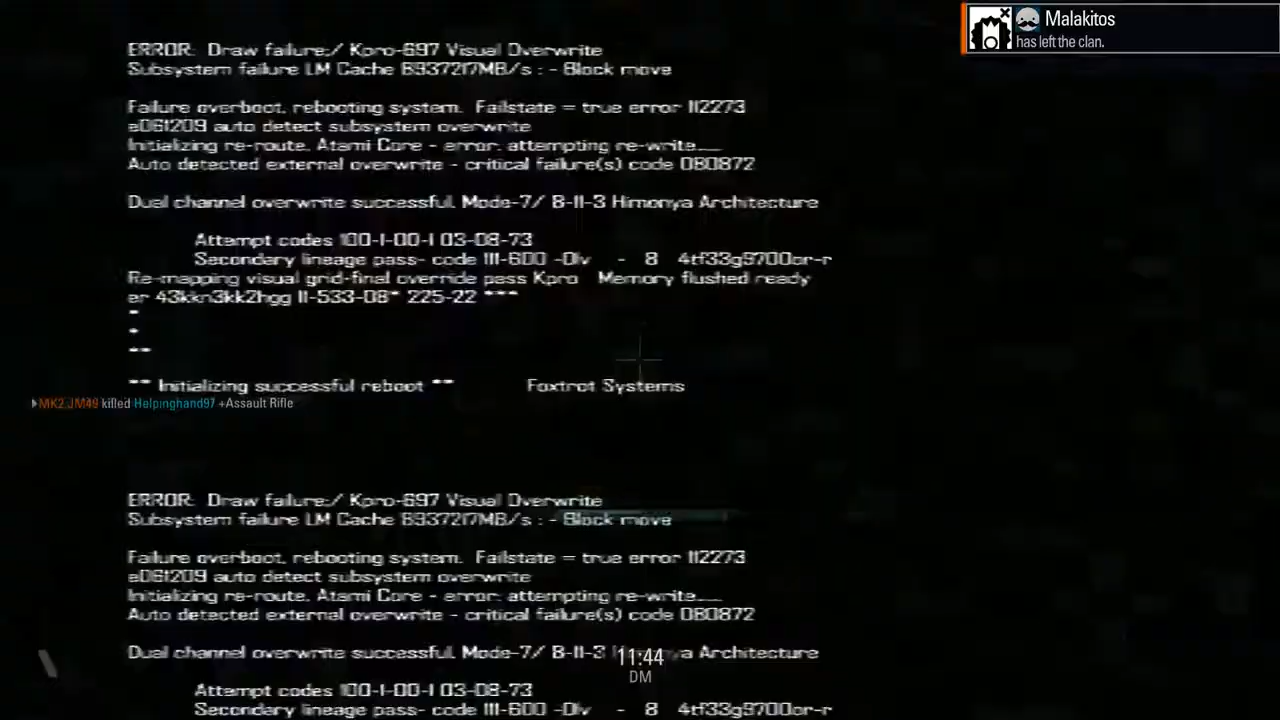 Malakitos
has left the clan.
ERROR: Draw failure:/ Kpro-697 Visual Overwrite
Subsystem failure LM Cache 8937217MB/s : - Block move
Failure overboot, rebooting system. Failstate = true error 112273
e061209 auto detect subsystem overwrite
Initializing re-route. Atami Core - error: attempting re-write......
Auto detected external overwrite - critical failure(s) code 080872
Dual channel overwrite successful. Mode-7/ B-11-3 Himonya Architecture
Attempt codes 100-1-00-1 03-08-73
Secondary lineage pass- code 111-600 -Div - 8 4tf33g9700or-r
Re-mapping visual grid-final override pass Kpro Memory flushed ready
er 43kkn3kk2hgg 11-533-08* 225-22 ***
*
*
**
** Initializing successful reboot ** Foxtrot Systems
MK2.JM49 killed Helpinghand97 +Assault Rifle
ERROR: Draw failure:/ Kpro-697 Visual Overwrite
Subsystem failure LM Cache 8937217MB/s : - Block move
Failure overboot, rebooting system. Failstate = true error 112273
e061209 auto detect subsystem overwrite
Initializing re-route. Atami Core - error: attempting re-write......
Auto detected external overwrite - critical failure(s) code 080872
Dual channel overwrite successful. Mode-7/ B-11-3 Architecture
11:44
DM
Attempt codes 100-1-00-1 03-08-73
Secondary lineage pass- code 111-600 -Div - 8 4tf33g9700or-r